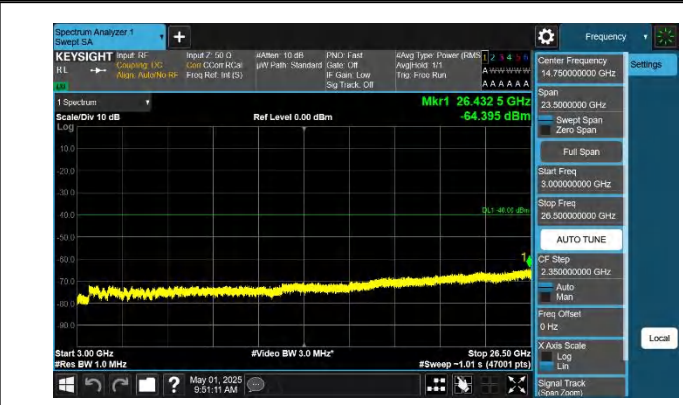 Spectrum Analyzer 1
Swept SA
+
Frequency
KEYSIGHT
RL
Input: RF
Coupling: DC
Align: Auto/No RF
Input Z: 50 Ω
Corr CCorr RCal
Freq Ref: Int (S)
#Atten: 10 dB
µW Path: Standard
PNO: Fast
Gate: Off
IF Gain: Low
Sig Track: Off
#Avg Type: Power (RMS
Avg|Hold: 1/1
Trig: Free Run
1 2 3 4 5 6
A W W W W W
A A A A A A
1 Spectrum
Scale/Div 10 dB
Ref Level 0.00 dBm
Mkr1 26.432 5 GHz
-64.395 dBm
Log
-10.0
-20.0
-30.0
-40.0
-50.0
-60.0
-70.0
-80.0
-90.0
DL1 -40.00 dBm
1
Start 3.00 GHz
#Res BW 1.0 MHz
#Video BW 3.0 MHz*
Stop 26.50 GHz
#Sweep ~1.01 s (47001 pts)
Center Frequency
14.750000000 GHz
Settings
Span
23.5000000 GHz
Swept Span
Zero Span
Full Span
Start Freq
3.000000000 GHz
Stop Freq
26.500000000 GHz
AUTO TUNE
CF Step
2.350000000 GHz
Auto
Man
Freq Offset
0 Hz
X Axis Scale
Log
Lin
Local
Signal Track
(Span Zoom)
?
May 01, 2025
9:51:11 AM